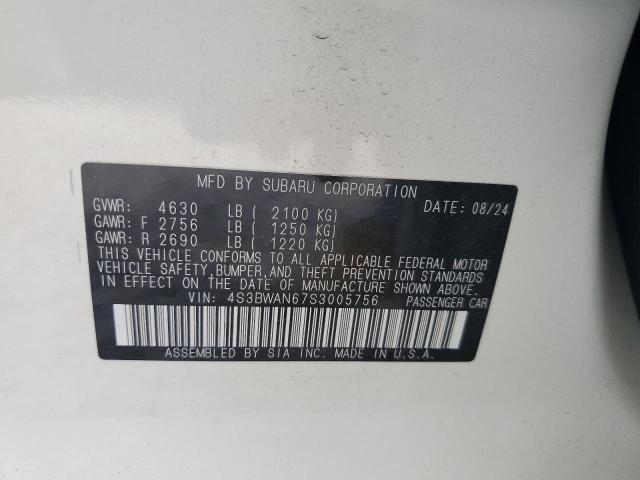 MFD BY SUBARU CORPORATION DATE: 08/24
GVWR: 4630 LB ( 2100 KG)
GAWR: F 2756 LB ( 1250 KG)
GAWR: R 2690 LB ( 1220 KG)
THIS VEHICLE CONFORMS TO ALL APPLICABLE FEDERAL MOTOR
VEHICLE SAFETY, BUMPER, AND THEFT PREVENTION STANDARDS
IN EFFECT ON THE DATE OF MANUFACTURE SHOWN ABOVE.
VIN: 4S3BWAN67S3005756 PASSENGER CAR
ASSEMBLED BY SIA INC. MADE IN U.S.A.